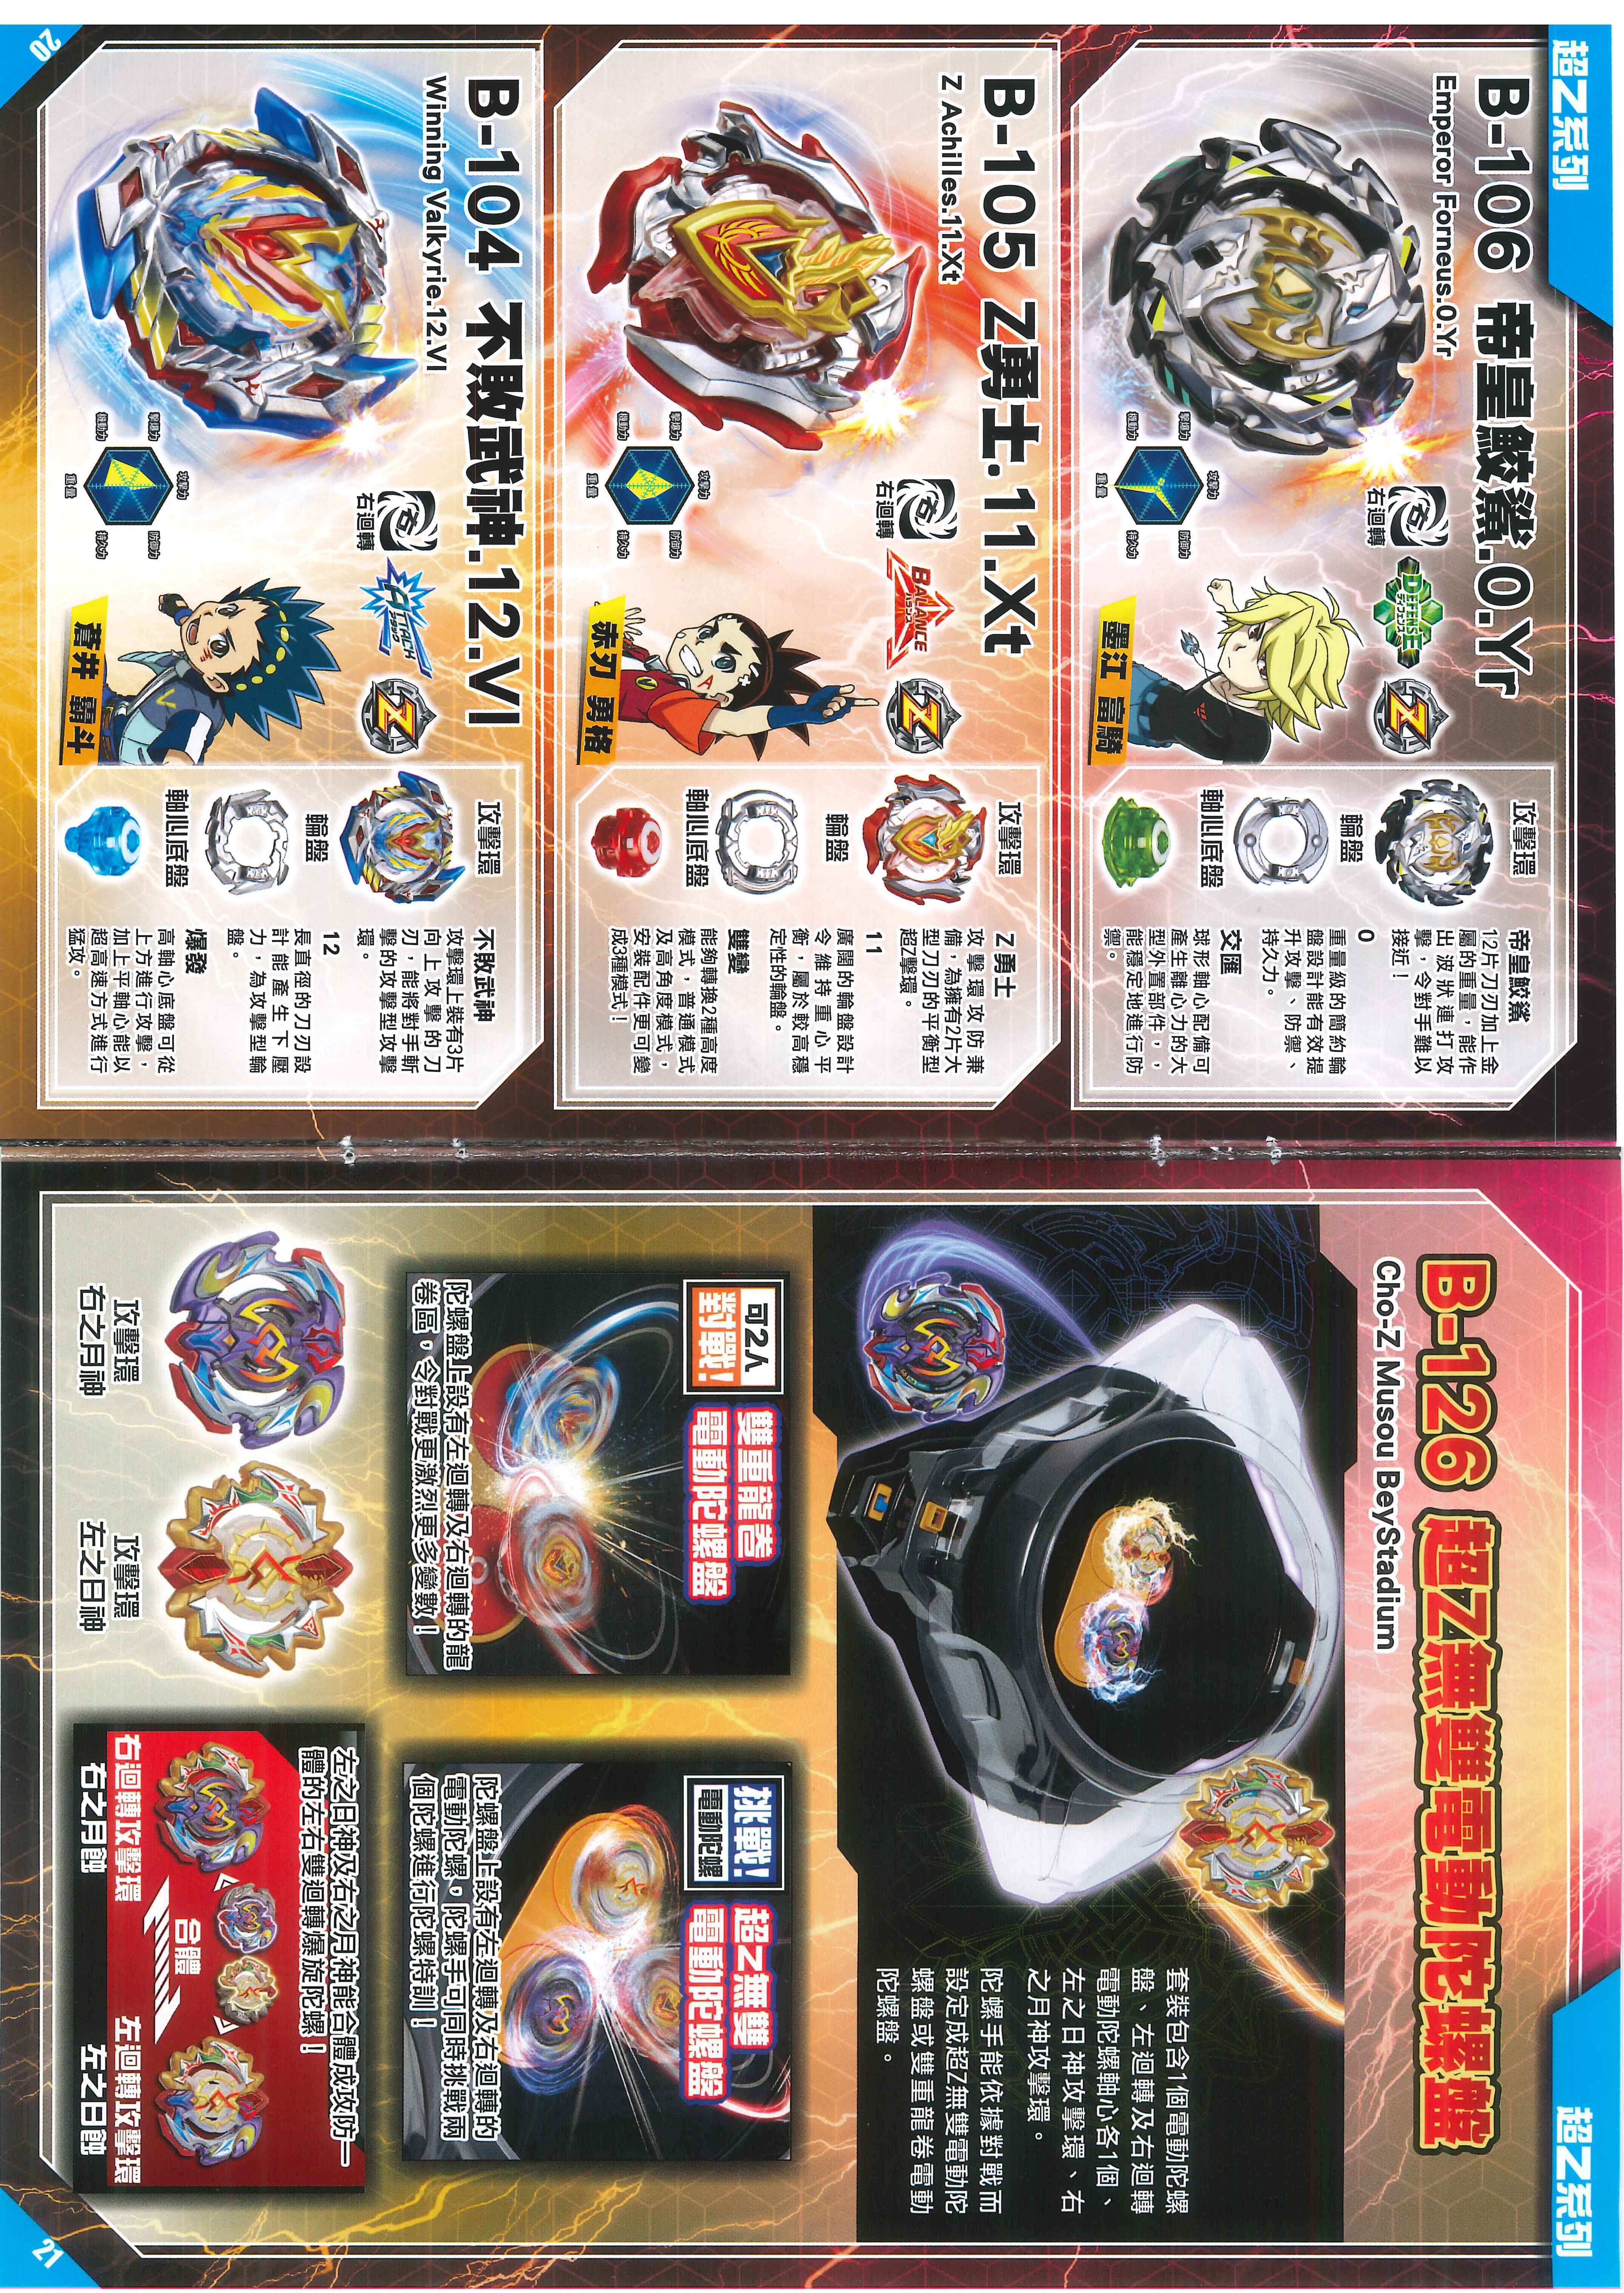 超Z系列
B-106 帝皇鮫鯊.0.Yr
Emperor Forneus.0.Yr
右
右迴轉
DEFENSE
ディフェンス
Z
攻擊力
防御力
持久力
重量
機動力
擊爆力
墨江 富騎
攻擊環
輪盤
軸心底盤
帝皇鮫鯊
12片刀刃加上金
屬的重量，能作
出波狀連打攻
擊，令對手難以
接近！
0
重量級的簡約輪
盤設計能有效提
升攻擊、防禦、
持久力。
交匯
球形軸心配備可
產生離心力的大
型外置部件，，
能穩定地進行防
禦。
B-105 Z勇士.11.Xt
Z Achilles.11.Xt
右
右迴轉
BALANCE
バランス
Z
攻擊力
防御力
持久力
重量
機動力
擊爆力
赤刃 勇格
攻擊環
輪盤
軸心底盤
Z勇士
攻擊環攻防兼
備，為擁有2片大
型刀刃的平衡型
超Z擊環。
11
廣闊的輪盤設計
令維持重心平
衡，屬於較高穩
定性的輪盤。
雙變
能夠轉換2種高度
模式，普通模式
及高角度模式，
安裝配件更可變
成3種模式！
B-104 不敗武神.12.Vl
Winning Valkyrie.12.Vl
右
右迴轉
ATTACK
アタック
Z
攻擊力
防御力
持久力
重量
機動力
擊爆力
蒼井 霸斗
攻擊環
輪盤
軸心底盤
不敗武神
攻擊環上裝有3片
向上攻擊的刀
刃，能將對手斬
擊的攻擊型攻擊
環。
12
長直徑的刀刃設
計能產生下壓
力，為攻擊型輪
盤。
爆發
高軸心底盤可從
上方進行攻擊，
加上平軸心能以
超高速方式進行
猛攻。
20
超Z系列
B-126 超Z無雙電動陀螺盤
Cho-Z Musou BeyStadium
套裝包含1個電動陀螺
盤、左迴轉及右迴轉
電動陀螺軸心各1個、
左之日神攻擊環、右
之月神攻擊環。
陀螺手能依據對戰而
設定成超Z無雙電動陀
螺盤或雙重龍卷電動
陀螺盤。
可2人
對戰!
雙重龍卷
電動陀螺盤
陀螺盤上設有左迴轉及右迴轉的龍
卷區，令對戰更激烈更多變數！
挑戰!
電動陀螺
超Z無雙
電動陀螺盤
陀螺盤上設有左迴轉及右迴轉的
電動陀螺，陀螺手可同時挑戰兩
個陀螺進行陀螺特訓！
攻擊環
右之月神
攻擊環
左之日神
左之日神及右之月神能合體成攻防一
體的左右雙迴轉爆旋陀螺！
合體
右迴轉攻擊環
右之月蝕
左迴轉攻擊環
左之日蝕
21